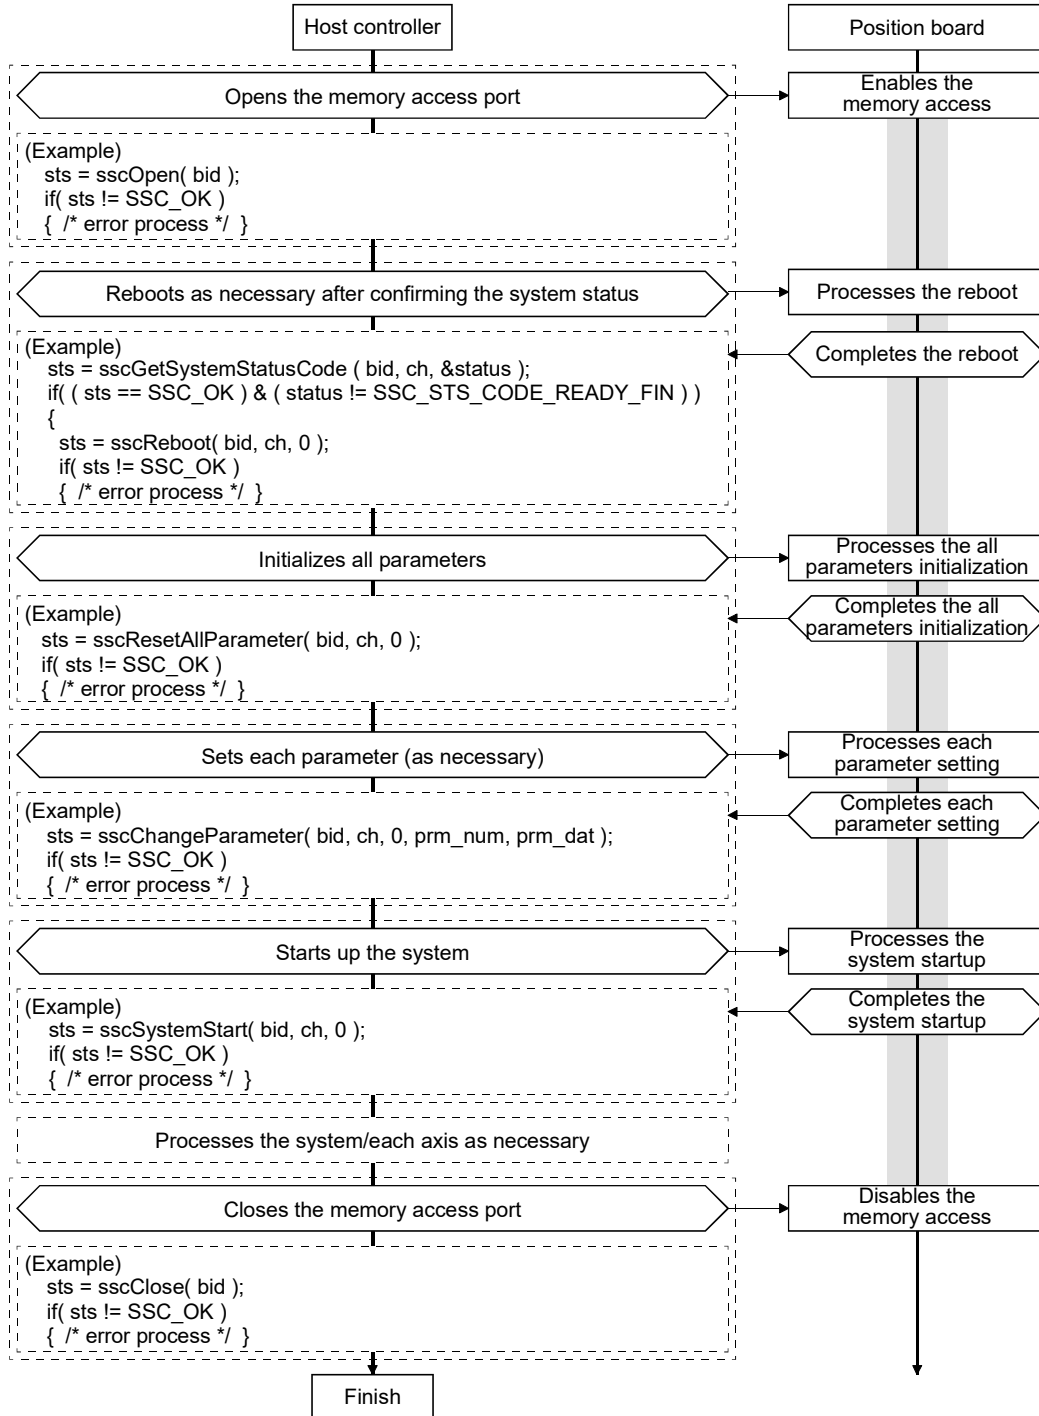 Host controller
Position board
Opens the memory access port
Enables the
memory access
(Example)
sts = sscOpen( bid );
if( sts != SSC_OK )
{ /* error process */ }
Reboots as necessary after confirming the system status
Processes the reboot
(Example)
sts = sscGetSystemStatusCode ( bid, ch, &status );
if( ( sts == SSC_OK ) & ( status != SSC_STS_CODE_READY_FIN ) )
{
sts = sscReboot( bid, ch, 0 );
if( sts != SSC_OK )
{ /* error process */ }
Completes the reboot
Initializes all parameters
Processes the all
parameters initialization
(Example)
sts = sscResetAllParameter( bid, ch, 0 );
if( sts != SSC_OK )
{ /* error process */ }
Completes the all
parameters initialization
Sets each parameter (as necessary)
Processes each
parameter setting
(Example)
sts = sscChangeParameter( bid, ch, 0, prm_num, prm_dat );
if( sts != SSC_OK )
{ /* error process */ }
Completes each
parameter setting
Starts up the system
Processes the
system startup
(Example)
sts = sscSystemStart( bid, ch, 0 );
if( sts != SSC_OK )
{ /* error process */ }
Completes the
system startup
Processes the system/each axis as necessary
Closes the memory access port
Disables the
memory access
(Example)
sts = sscClose( bid );
if( sts != SSC_OK )
{ /* error process */ }
Finish